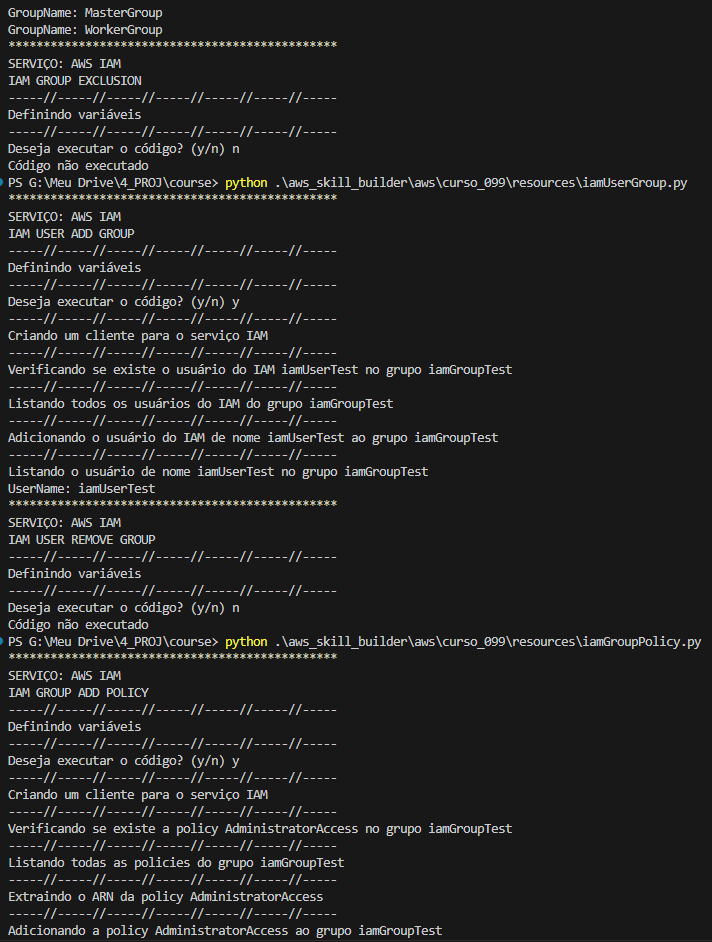 GroupName: MasterGroup
GroupName: WorkerGroup
***********************************************
SERVIÇO: AWS IAM
IAM GROUP EXCLUSION
-----//-----//-----//-----//-----//-----//-----
Definindo variáveis
-----//-----//-----//-----//-----//-----//-----
Deseja executar o código? (y/n) n
Código não executado
PS G:\Meu Drive\4_PROJ\course> python .\aws_skill_builder\aws\curso_099\resources\iamUserGroup.py
***********************************************
SERVIÇO: AWS IAM
IAM USER ADD GROUP
-----//-----//-----//-----//-----//-----//-----
Definindo variáveis
-----//-----//-----//-----//-----//-----//-----
Deseja executar o código? (y/n) y
-----//-----//-----//-----//-----//-----//-----
Criando um cliente para o serviço IAM
-----//-----//-----//-----//-----//-----//-----
Verificando se existe o usuário do IAM iamUserTest no grupo iamGroupTest
-----//-----//-----//-----//-----//-----//-----
Listando todos os usuários do IAM do grupo iamGroupTest
-----//-----//-----//-----//-----//-----//-----
Adicionando o usuário do IAM de nome iamUserTest ao grupo iamGroupTest
-----//-----//-----//-----//-----//-----//-----
Listando o usuário de nome iamUserTest no grupo iamGroupTest
UserName: iamUserTest
***********************************************
SERVIÇO: AWS IAM
IAM USER REMOVE GROUP
-----//-----//-----//-----//-----//-----//-----
Definindo variáveis
-----//-----//-----//-----//-----//-----//-----
Deseja executar o código? (y/n) n
Código não executado
PS G:\Meu Drive\4_PROJ\course> python .\aws_skill_builder\aws\curso_099\resources\iamGroupPolicy.py
***********************************************
SERVIÇO: AWS IAM
IAM GROUP ADD POLICY
-----//-----//-----//-----//-----//-----//-----
Definindo variáveis
-----//-----//-----//-----//-----//-----//-----
Deseja executar o código? (y/n) y
-----//-----//-----//-----//-----//-----//-----
Criando um cliente para o serviço IAM
-----//-----//-----//-----//-----//-----//-----
Verificando se existe a policy AdministratorAccess no grupo iamGroupTest
-----//-----//-----//-----//-----//-----//-----
Listando todas as policies do grupo iamGroupTest
-----//-----//-----//-----//-----//-----//-----
Extraindo o ARN da policy AdministratorAccess
-----//-----//-----//-----//-----//-----//-----
Adicionando a policy AdministratorAccess ao grupo iamGroupTest